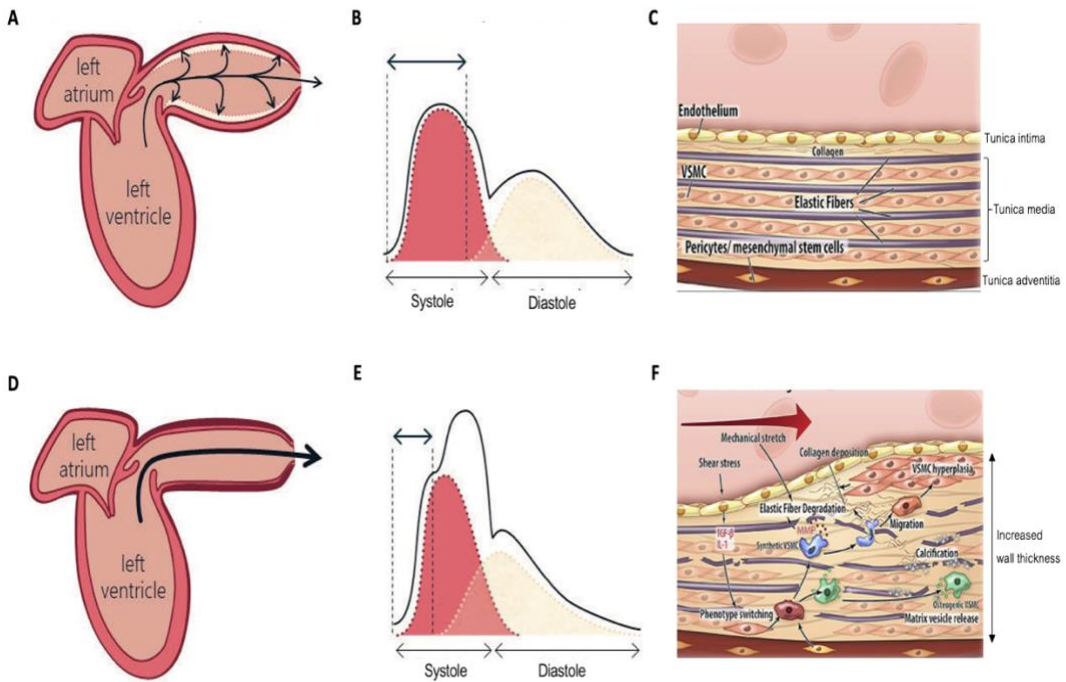 A
left
atrium
left
ventricle
B
Systole
Diastole
C
Endothelium
Collagen
VSMC
Elastic Fibers
Pericytes/ mesenchymal stem cells
Tunica intima
Tunica media
Tunica adventitia
D
left
atrium
left
ventricle
E
Systole
Diastole
F
Mechanical stretch
Shear stress
Collagen deposition
VSMC hyperplasia
Elastic Fiber Degradation
MMP
Migration
TGF-β
IL-1
Synthetic VSMC
Calcification
Osteogenic VSMC
Phenotype switching
Matrix vesicle release
Increased
wall thickness